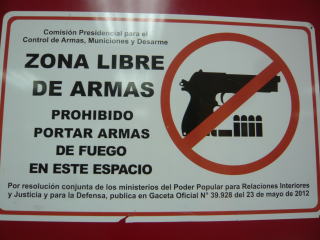 Comisión Presidencial para el
Control de Armas, Municiones y Desarme
ZONA LIBRE
DE ARMAS
PROHIBIDO
PORTAR ARMAS
DE FUEGO
EN ESTE ESPACIO
Por resolución conjunta de los ministerios del Poder Popular para Relaciones Interiores
y Justicia y para la Defensa, publica en Gaceta Oficial N° 39.928 del 23 de mayo de 2012